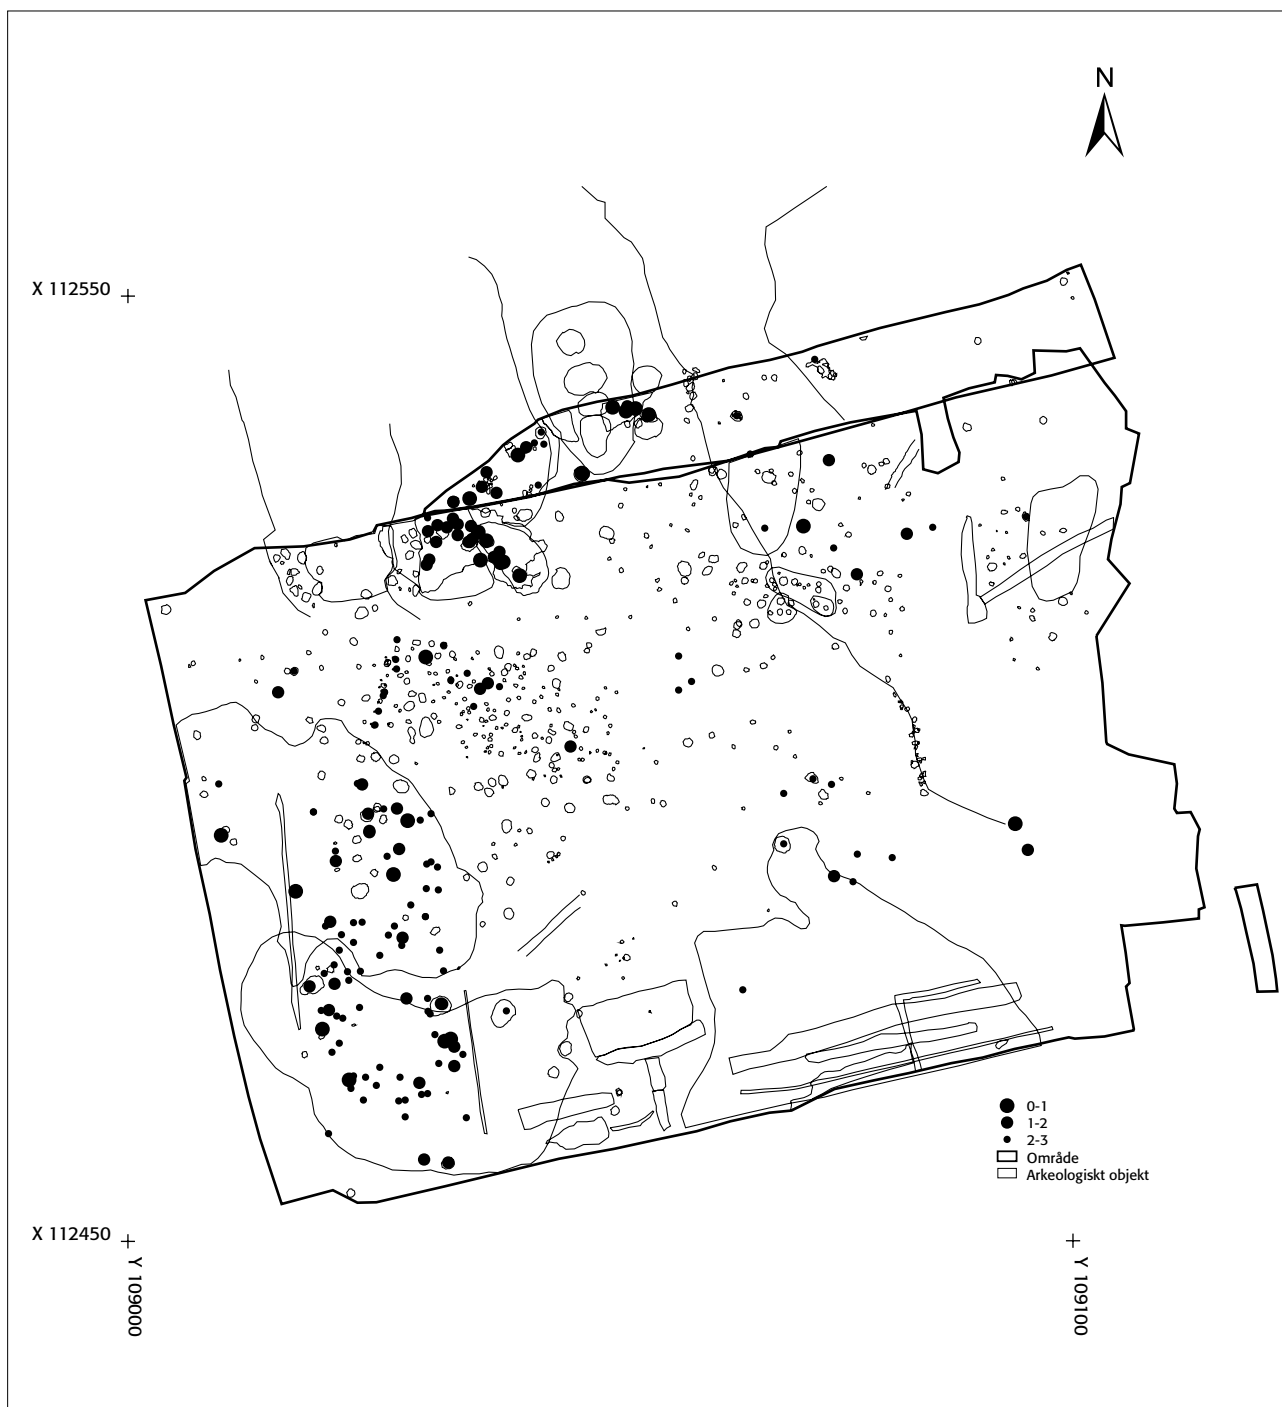 N
X 112550
0-1
1-2
2-3
Område
Arkeologiskt objekt
X 112450
Y 109000
Y 109100